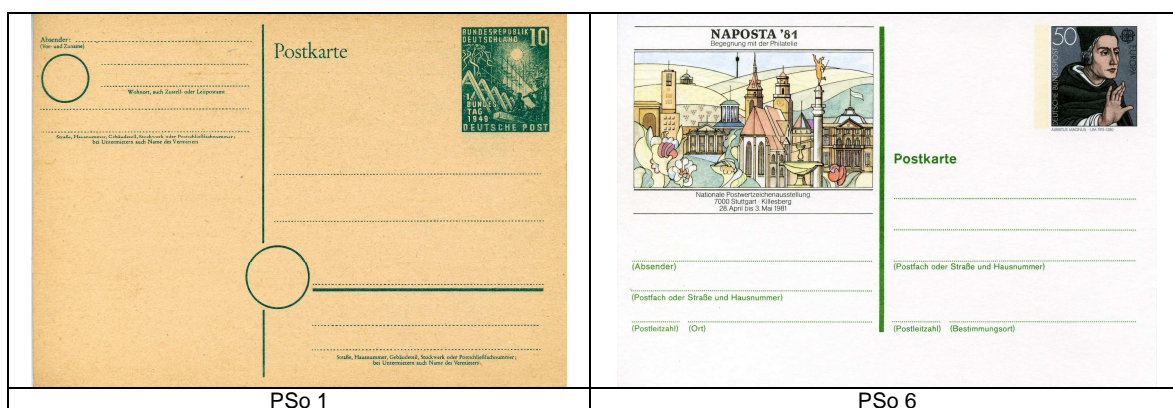 Absender:
(Vor- und Zuname)
Wohnort, auch Zustell- oder Leitpostamt
Straße, Hausnummer, Gebäudeteil, Stockwerk oder Postschließfachnummer;
bei Untermietern auch Name des Vermieters
Postkarte
BUNDESREPUBLIK
DEUTSCHLAND
10
1.
BUNDES
TAG
1949
DEUTSCHE POST
Straße, Hausnummer, Gebäudeteil, Stockwerk oder Postschließfachnummer;
bei Untermietern auch Name des Vermieters
PSo 1
NAPOSTA '81
Begegnung mit der Philatelie
Nationale Postwertzeichenausstellung
7000 Stuttgart - Killesberg
28. April bis 3. Mai 1981
(Absender)
(Postfach oder Straße und Hausnummer)
(Postleitzahl) (Ort)
50
DEUTSCHE BUNDESPOST
EUROPA
Postkarte
(Postfach oder Straße und Hausnummer)
(Postleitzahl) (Bestimmungsort)
PSo 6